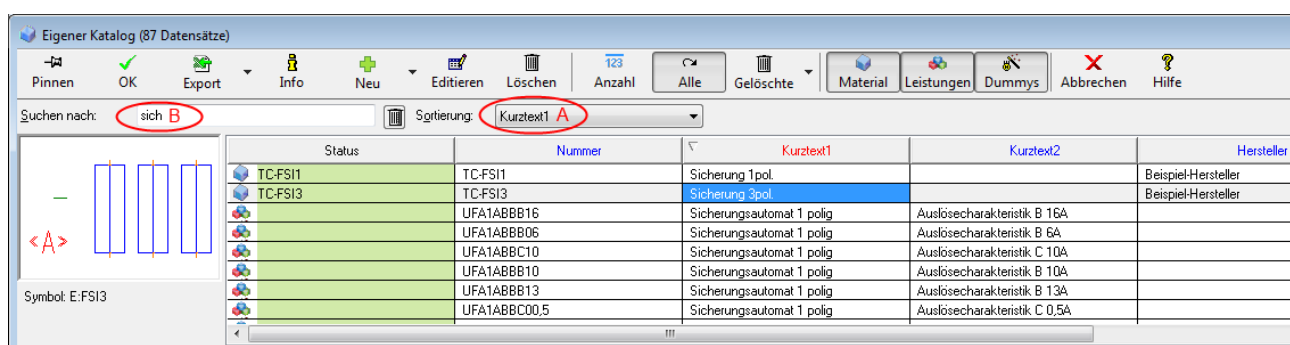 Eigener Katalog (87 Datensätze)
Pinnen OK Export Info Neu Editieren Löschen 123 Anzahl Alle Gelöschte Material Leistungen Dummys Abbrechen Hilfe
Suchen nach: sich B Sortierung: Kurztext1 A
Status Nummer Kurztext1 Kurztext2 Hersteller
TC-FSI1 TC-FSI1 Sicherung 1pol. Beispiel-Hersteller
TC-FSI3 TC-FSI3 Sicherung 3pol. Beispiel-Hersteller
UFA1ABBB16 Sicherungsautomat 1 polig Auslösecharakteristik B 16A
UFA1ABBB06 Sicherungsautomat 1 polig Auslösecharakteristik B 6A
<A> UFA1ABBC10 Sicherungsautomat 1 polig Auslösecharakteristik C 10A
UFA1ABBB10 Sicherungsautomat 1 polig Auslösecharakteristik B 10A
Symbol: E:FSI3 UFA1ABBB13 Sicherungsautomat 1 polig Auslösecharakteristik B 13A
UFA1ABBC00,5 Sicherungsautomat 1 polig Auslösecharakteristik C 0,5A